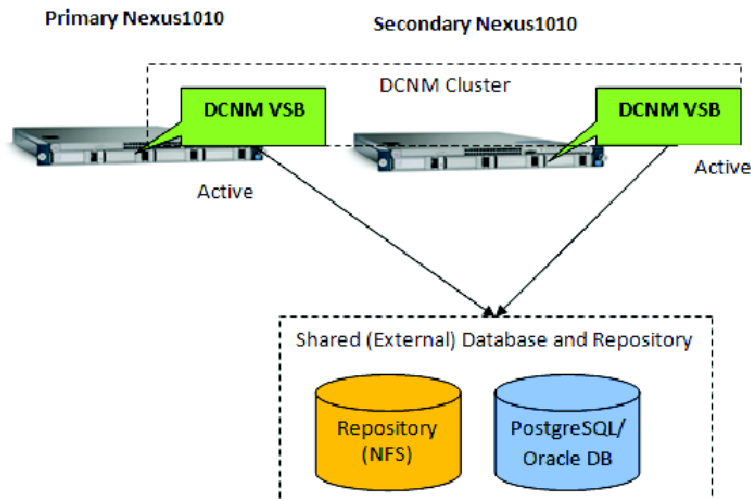 Primary Nexus1010
Secondary Nexus1010
DCNM Cluster
DCNM VSB
DCNM VSB
Active
Active
Shared (External) Database and Repository
Repository
(NFS)
PostgreSQL/
Oracle DB